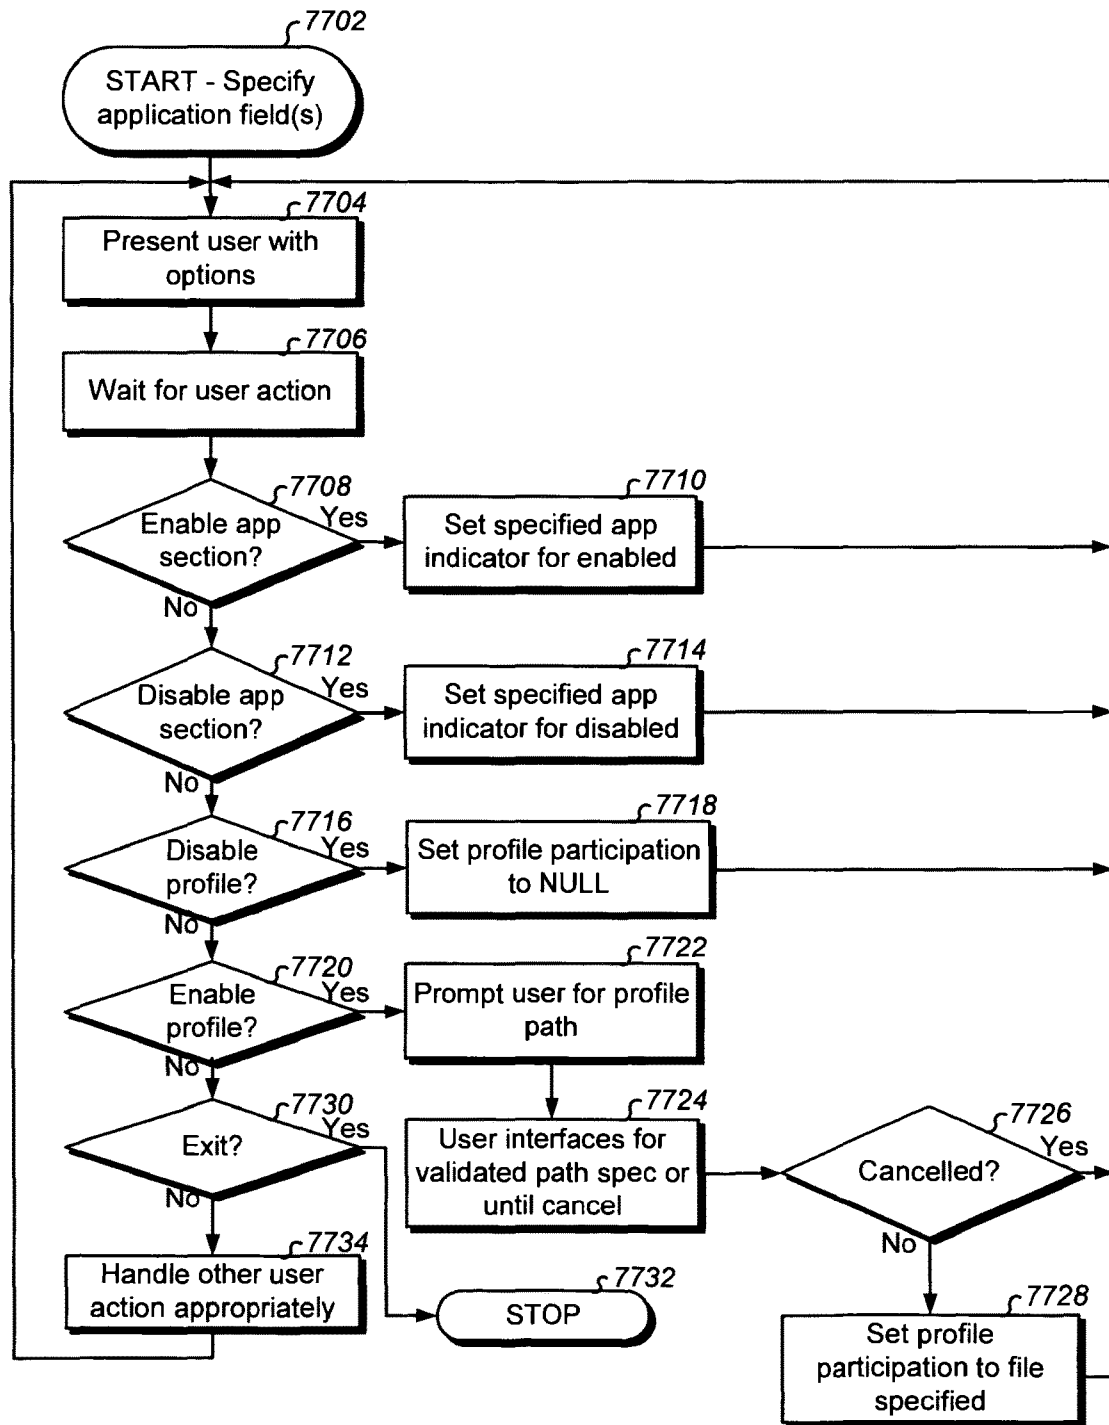 7702
START - Specify
application field(s)
7704
Present user with
options
7706
Wait for user action
7708
Enable app
section?
Yes
No
7710
Set specified app
indicator for enabled
7712
Disable app
section?
Yes
No
7714
Set specified app
indicator for disabled
7716
Disable
profile?
Yes
No
7718
Set profile participation
to NULL
7720
Enable
profile?
Yes
No
7722
Prompt user for profile
path
7724
User interfaces for
validated path spec or
until cancel
7726
Cancelled?
Yes
No
7728
Set profile
participation to file
specified
7730
Exit?
Yes
No
7732
STOP
7734
Handle other user
action appropriately